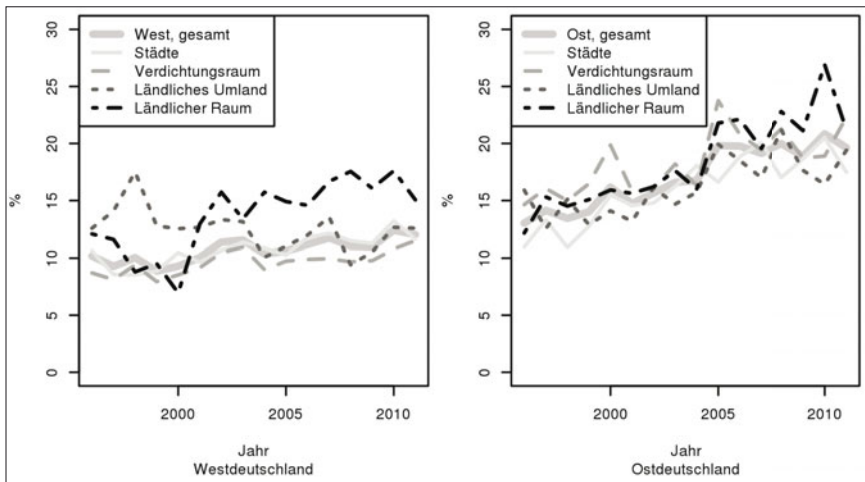 30
25
20
15
10
5
0
%
West, gesamt
Städte
Verdichtungsraum
Ländliches Umland
Ländlicher Raum
2000
2005
2010
Jahr
Westdeutschland
30
25
20
15
10
5
0
%
Ost, gesamt
Städte
Verdichtungsraum
Ländliches Umland
Ländlicher Raum
2000
2005
2010
Jahr
Ostdeutschland